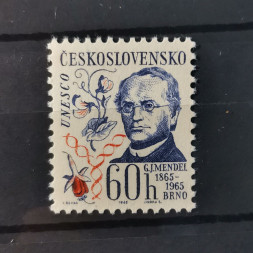 ČESKOSLOVENSKO
UNESCO
60h
G.J.MENDEL
1865-
1965
BRNO